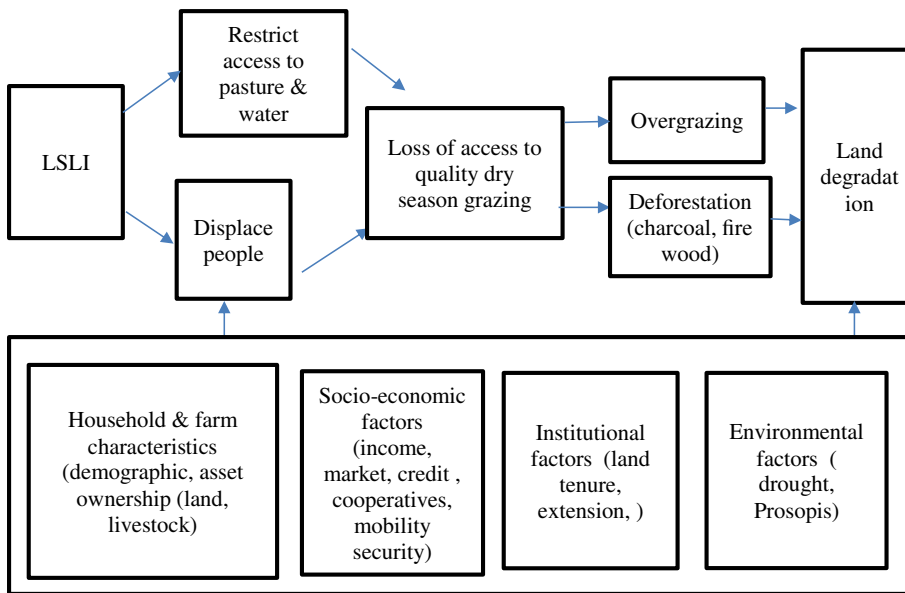 Restrict
access to
pasture &
water
LSLI
Displace
people
Loss of access to
quality dry
season grazing
Overgrazing
Deforestation
(charcoal, fire
wood)
Land
degradat
ion
Household & farm
characteristics
(demographic, asset
ownership (land,
livestock)
Socio-economic
factors
(income,
market, credit ,
cooperatives,
mobility
security)
Institutional
factors (land
tenure,
extension, )
Environmental
factors (
drought,
Prosopis)